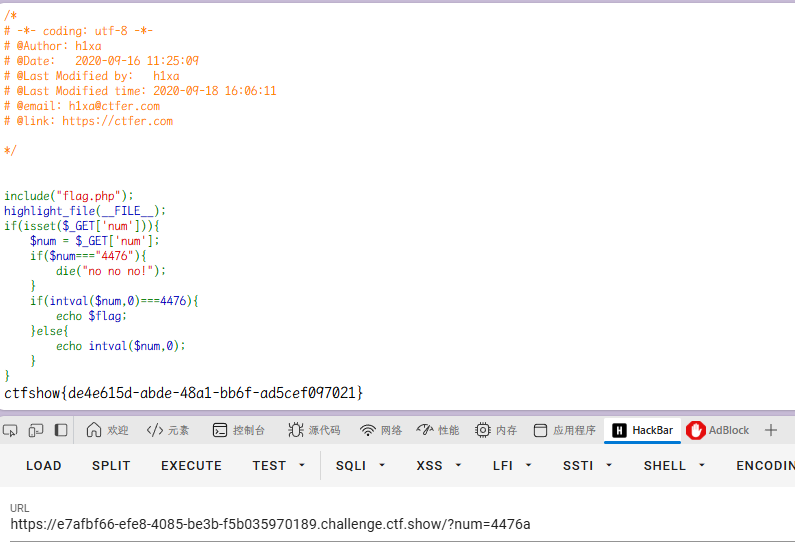 /*
# -*- coding: utf-8 -*-
# @Author: h1xa
# @Date:   2020-09-16 11:25:09
# @Last Modified by:   h1xa
# @Last Modified time: 2020-09-18 16:06:11
# @email: h1xa@ctfer.com
# @link: https://ctfer.com

*/


include("flag.php");
highlight_file(__FILE__);
if(isset($_GET['num'])){
    $num = $_GET['num'];
    if($num==="4476"){
        die("no no no!");
    }
    if(intval($num,0)===4476){
        echo $flag;
    }else{
        echo intval($num,0);
    }
}
ctfshow{de4e615d-abde-48a1-bb6f-ad5cef097021}
欢迎 </> 元素 控制台 源代码 网络 性能 内存 应用程序 H HackBar AdBlock +
LOAD SPLIT EXECUTE TEST SQLI XSS LFI SSTI SHELL ENCODIN
URL
https://e7afbf66-efe8-4085-be3b-f5b035970189.challenge.ctf.show/?num=4476a